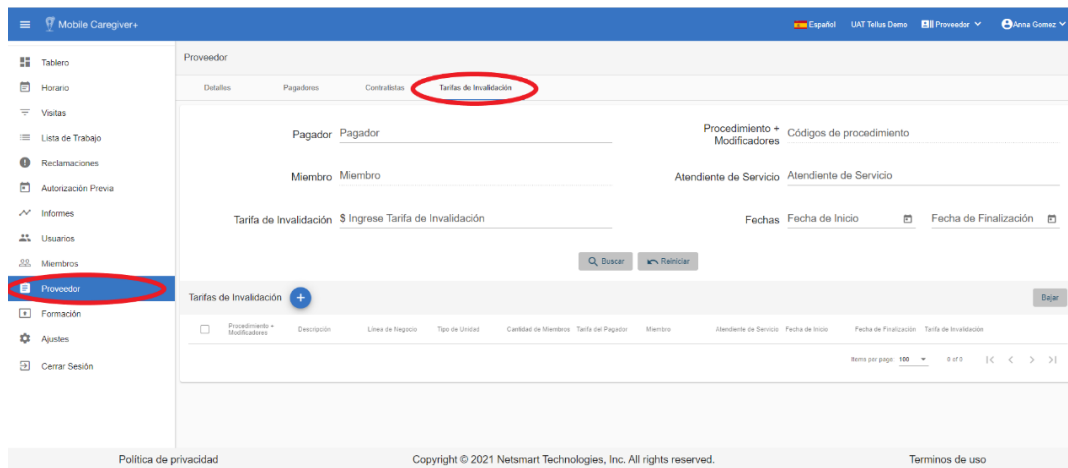 Mobile Caregiver+
Español UAT Tellus Demo Proveedor Anna Gomez
Tablero
Horario
Visitas
Lista de Trabajo
Reclamaciones
Autorización Previa
Informes
Usuarios
Miembros
Proveedor
Formación
Ajustes
Cerrar Sesión
Proveedor
Detalles Pagadores Contratistas Tarifas de Invalidación
Pagador Pagador
Procedimiento + Modificadores Códigos de procedimiento
Miembro Miembro
Atendiente de Servicio Atendiente de Servicio
Tarifa de Invalidación $ Ingrese Tarifa de Invalidación
Fechas Fecha de Inicio Fecha de Finalización
Buscar Reiniciar
Tarifas de Invalidación + Bajar
Procedimiento + Modificadores Descripción Línea de Negocio Tipo de Unidad Cantidad de Miembros Tarifa del Pagador Miembro Atendiente de Servicio Fecha de Inicio Fecha de Finalización Tarifa de Invalidación
Items per page: 100 0 of 0
Política de privacidad Copyright © 2021 Netsmart Technologies, Inc. All rights reserved. Terminos de uso